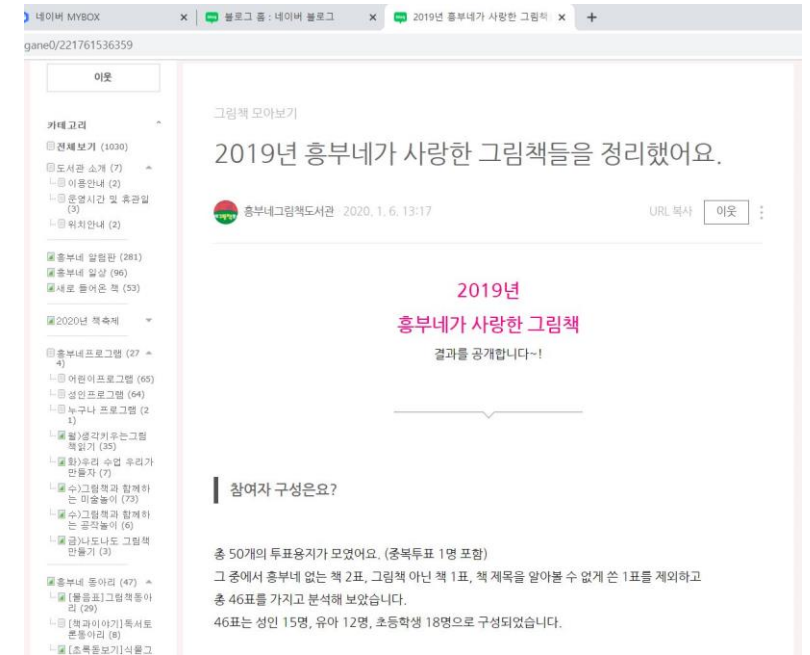 네이버 MYBOX
블로그 홈 : 네이버 블로그
2019년 흥부네가 사랑한 그림책
gane0/221761536359
이웃
카테고리
전체보기 (1030)
도서관 소개 (7)
이용안내 (2)
운영시간 및 휴관일
(3)
위치안내 (2)
흥부네 알림판 (281)
흥부네 일상 (96)
새로 들어온 책 (53)
2020년 책축제
흥부네프로그램 (27
4)
어린이프로그램 (65)
성인프로그램 (64)
누구나 프로그램 (2
1)
월)생각키우는그림
책읽기 (35)
화)우리 수업 우리가
만들자 (7)
수)그림책과 함께하
는 미술놀이 (73)
수)그림책과 함께하
는 공작놀이 (6)
금)나도나도 그림책
만들기 (3)
흥부네 동아리 (47)
[물음표]그림책동아
리 (29)
[책과이야기]독서토
론동아리 (8)
[초록돋보기]식물그
그림책 모아보기
2019년 흥부네가 사랑한 그림책들을 정리했어요.
흥부네그림책도서관 2020. 1. 6. 13:17
URL 복사 이웃
2019년
흥부네가 사랑한 그림책
결과를 공개합니다~!
참여자 구성은요?
총 50개의 투표용지가 모였어요. (중복투표 1명 포함)
그 중에서 흥부네 없는 책 2표, 그림책 아닌 책 1표, 책 제목을 알아볼 수 없게 쓴 1표를 제외하고
총 46표를 가지고 분석해 보았습니다.
46표는 성인 15명, 유아 12명, 초등학생 18명으로 구성되었습니다.